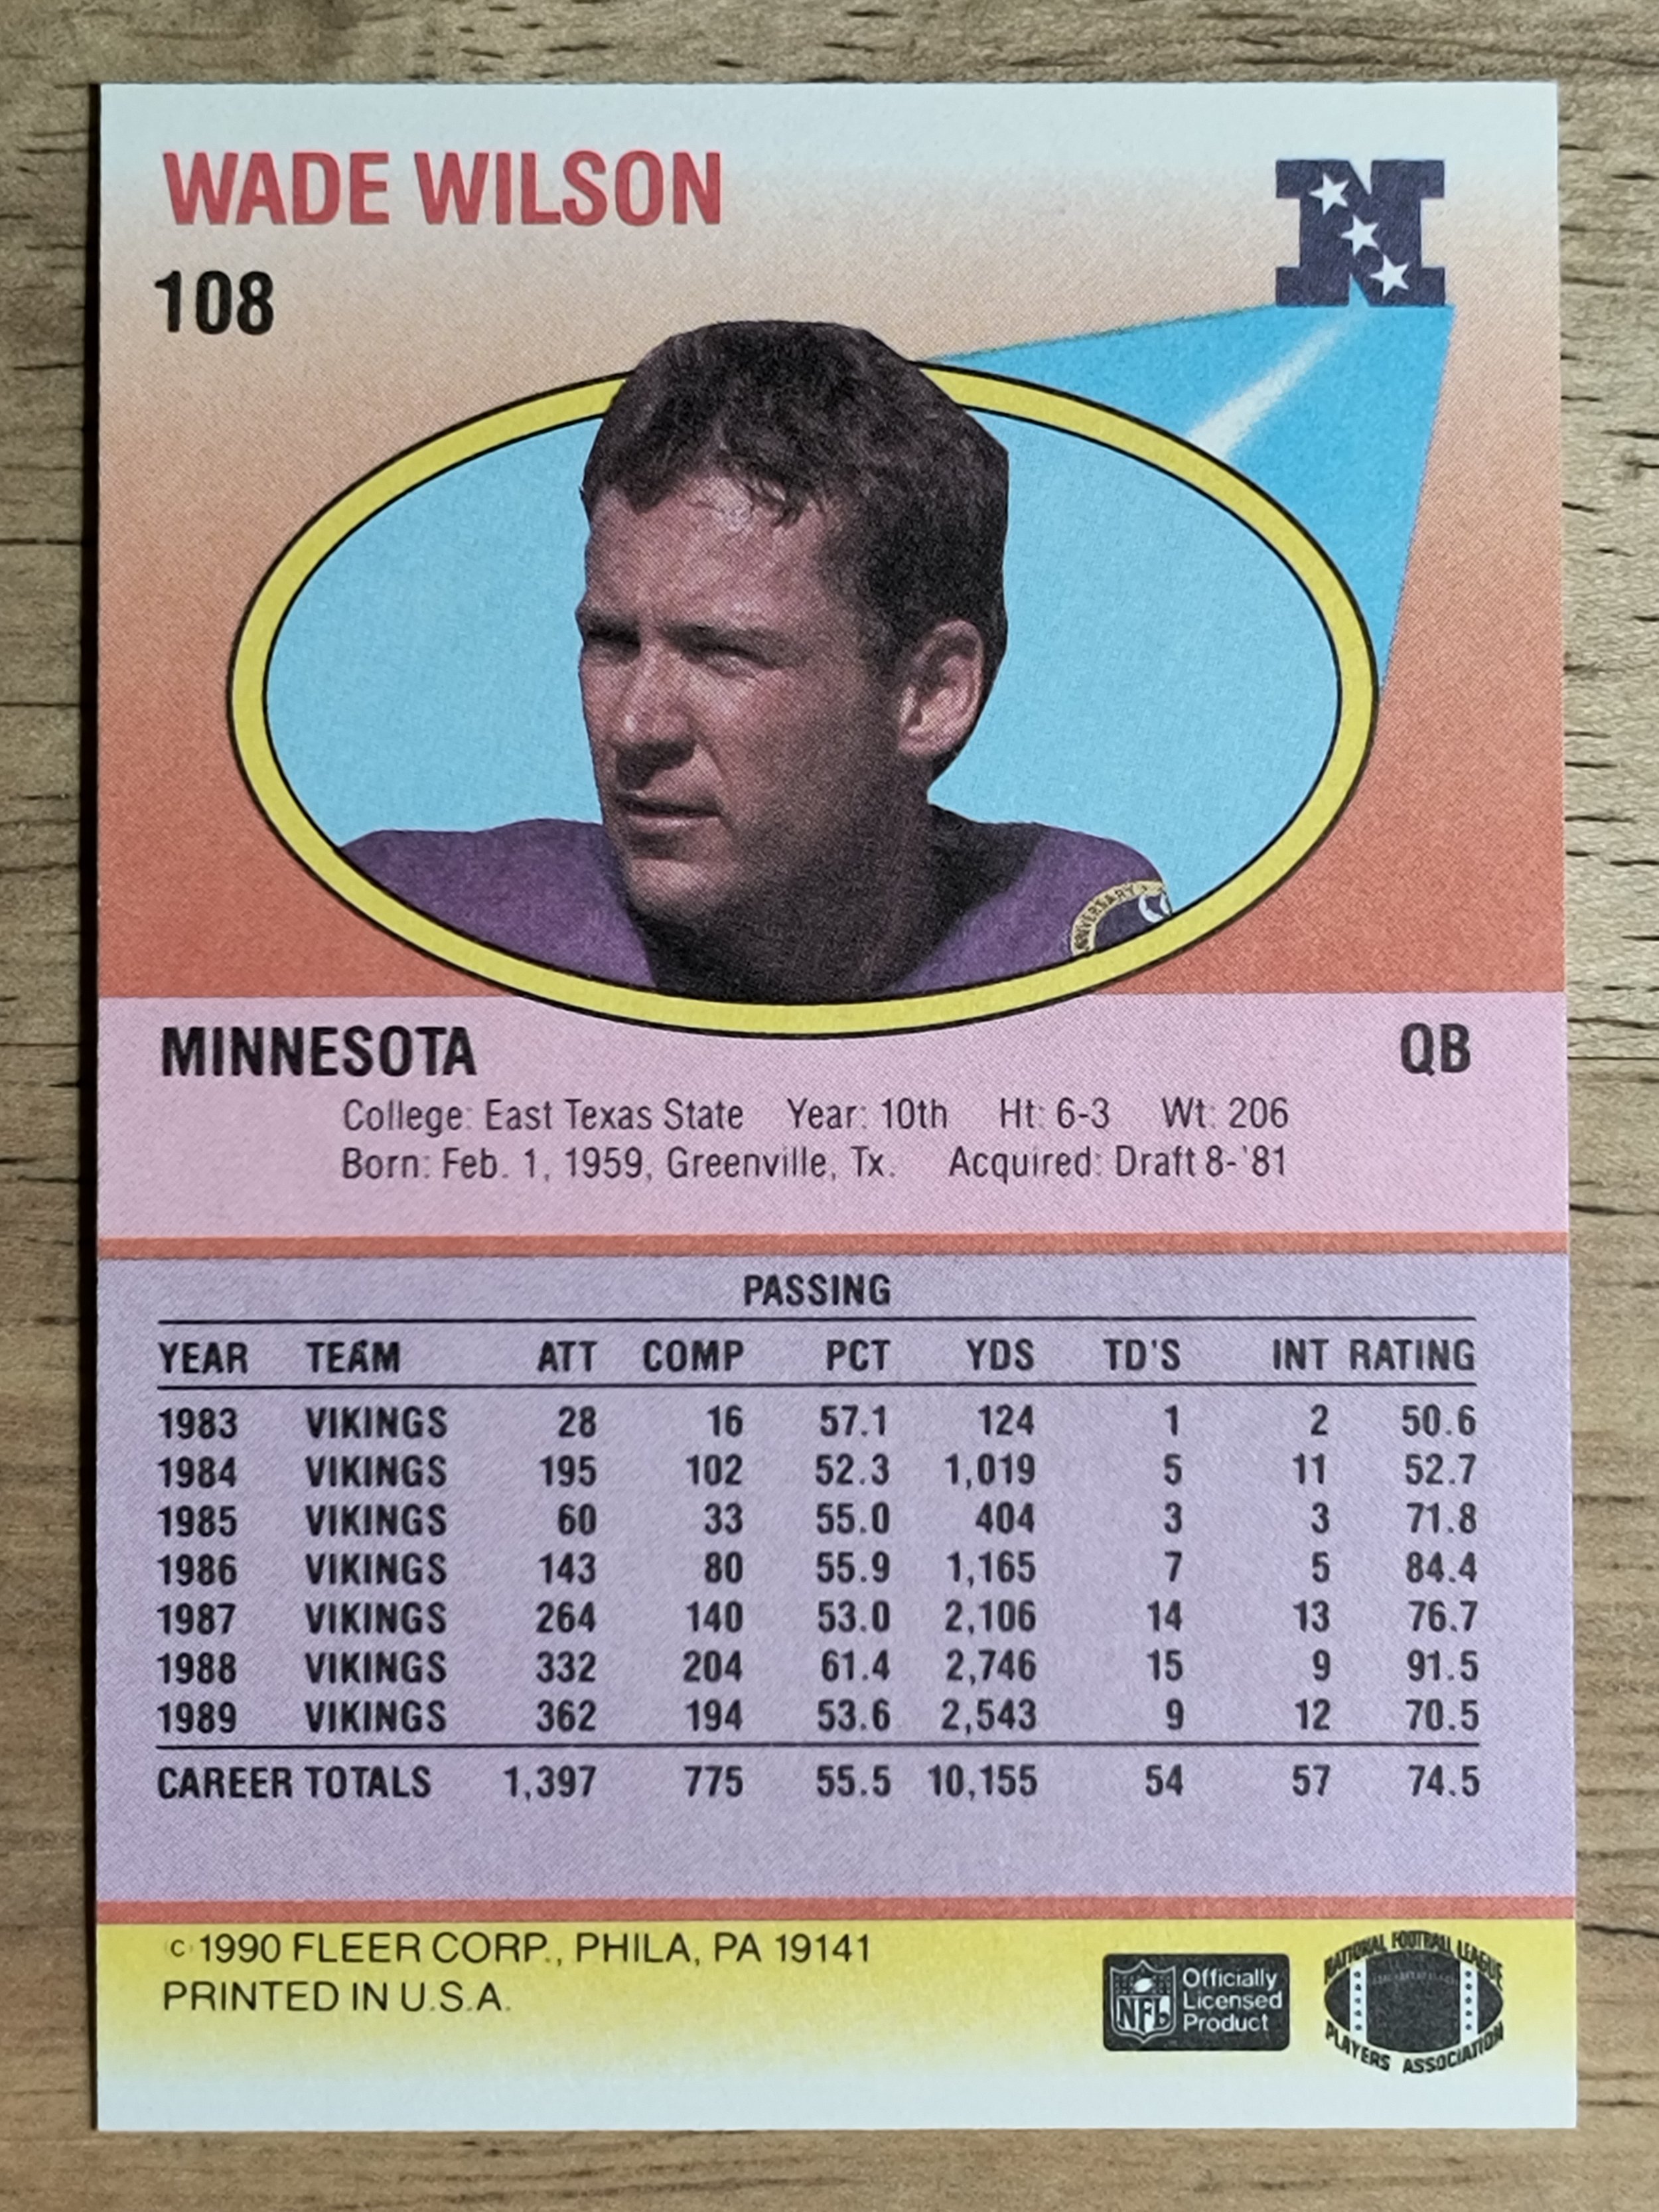 WADE WILSON
108
N
ANNIVERSARY
MINNESOTA QB
College: East Texas State Year: 10th Ht: 6-3 Wt: 206
Born: Feb. 1, 1959, Greenville, Tx. Acquired: Draft 8-'81
PASSING
YEAR TEAM ATT COMP PCT YDS TD'S INT RATING
1983 VIKINGS 28 16 57.1 124 1 2 50.6
1984 VIKINGS 195 102 52.3 1,019 5 11 52.7
1985 VIKINGS 60 33 55.0 404 3 3 71.8
1986 VIKINGS 143 80 55.9 1,165 7 5 84.4
1987 VIKINGS 264 140 53.0 2,106 14 13 76.7
1988 VIKINGS 332 204 61.4 2,746 15 9 91.5
1989 VIKINGS 362 194 53.6 2,543 9 12 70.5
CAREER TOTALS 1,397 775 55.5 10,155 54 57 74.5
© 1990 FLEER CORP., PHILA, PA 19141
PRINTED IN U.S.A.
NFL
Officially
Licensed
Product
NATIONAL FOOTBALL LEAGUE
PLAYERS ASSOCIATION